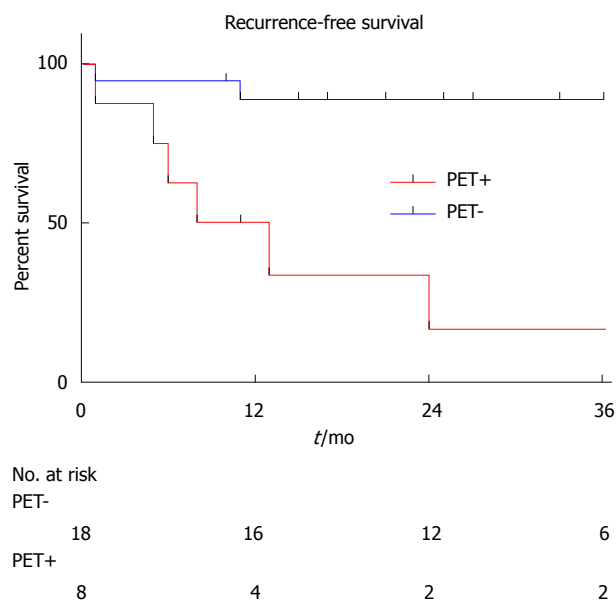 Recurrence-free survival
100
50
0
Percent survival
PET+
PET-
0 12 24 36
t/mo
No. at risk
PET-
18 16 12 6
PET+
8 4 2 2